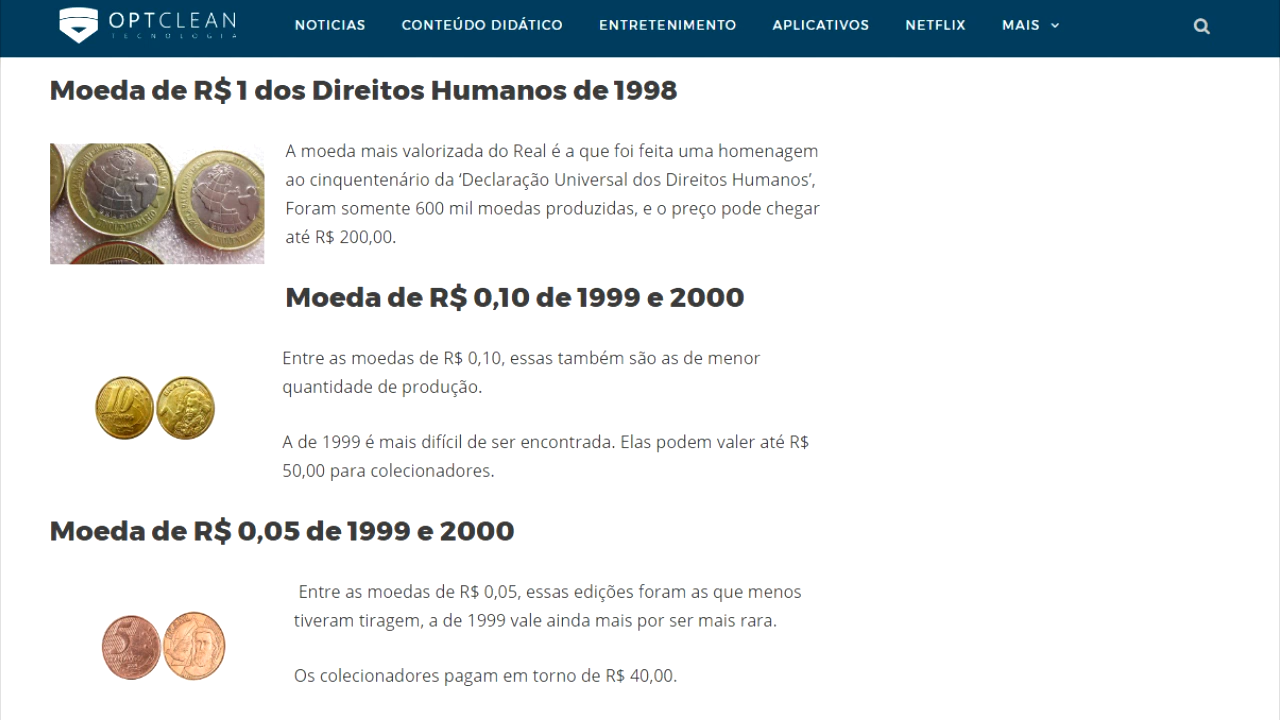 OPTCLEAN
TECNOLOGIA
NOTICIAS CONTEÚDO DIDÁTICO ENTRETENIMENTO APLICATIVOS NETFLIX MAIS
Moeda de R$ 1 dos Direitos Humanos de 1998
A moeda mais valorizada do Real é a que foi feita uma homenagem
ao cinquentenário da ‘Declaração Universal dos Direitos Humanos’,
Foram somente 600 mil moedas produzidas, e o preço pode chegar
até R$ 200,00.
Moeda de R$ 0,10 de 1999 e 2000
Entre as moedas de R$ 0,10, essas também são as de menor
quantidade de produção.
10
A de 1999 é mais difícil de ser encontrada. Elas podem valer até R$
50,00 para colecionadores.
Moeda de R$ 0,05 de 1999 e 2000
Entre as moedas de R$ 0,05, essas edições foram as que menos
tiveram tiragem, a de 1999 vale ainda mais por ser mais rara.
5
Os colecionadores pagam em torno de R$ 40,00.